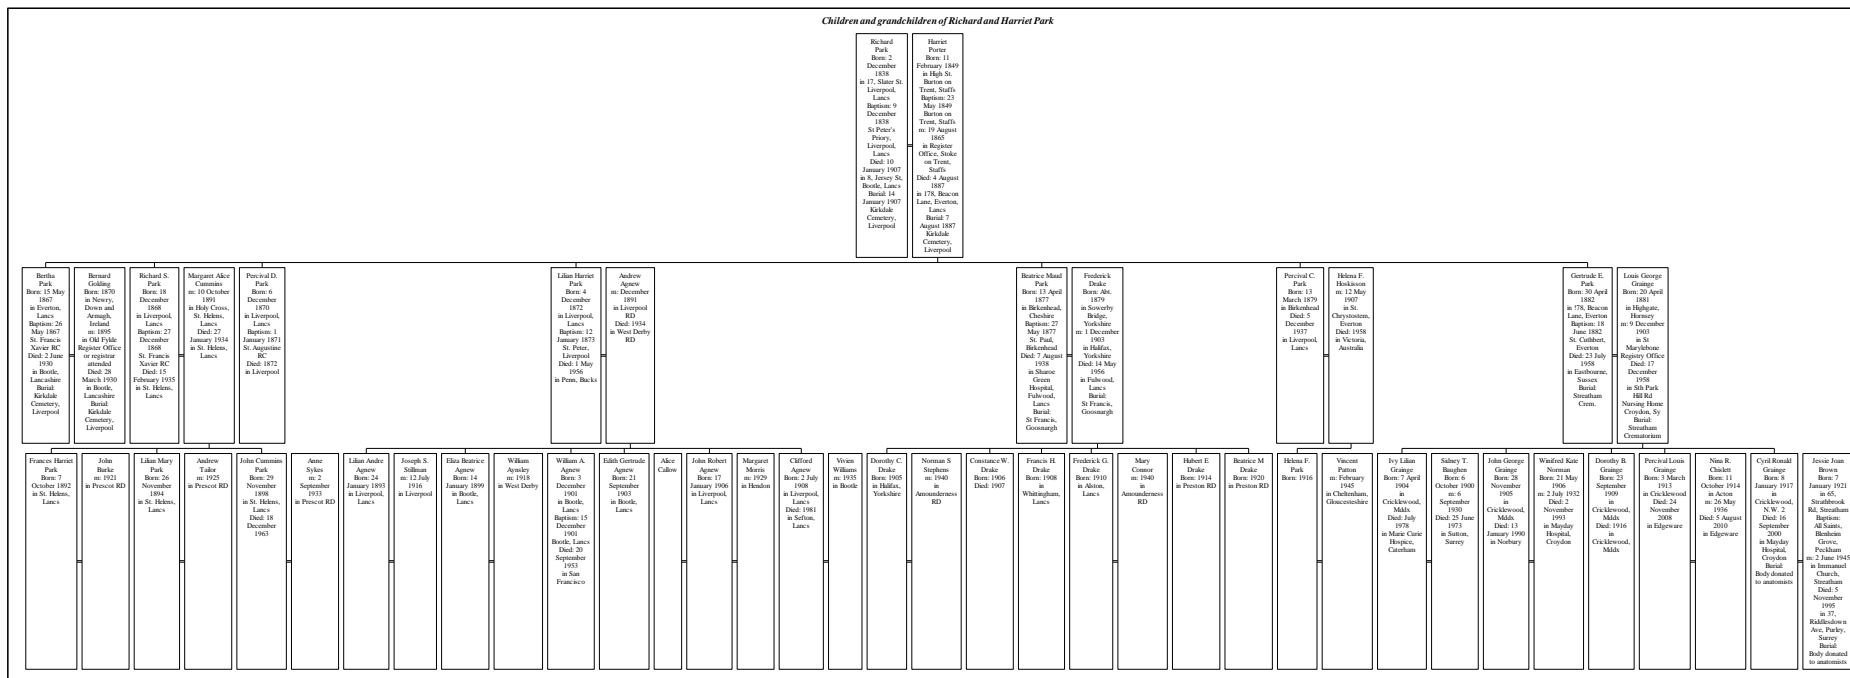 Children and grandchildren of Richard and Harriet Park
Richard
Park
Born: 2
December
1838
in 17, Slater St.
Liverpool,
Lancs
Baptism: 9
December
1838
St Peter's
Priory,
Liverpool,
Lancs
Died: 10
January 1907
in 8, Jersey St,
Bootle, Lancs
Burial: 14
January 1907
Kirkdale
Cemetery,
Liverpool
Harriet
Porter
Born: 11
February 1849
in High St.
Burton on
Trent, Staffs
Baptism: 23
May 1849
Burton on
Trent, Staffs
m: 19 August
1865
in Register
Office, Stoke
on Trent,
Staffs
Died: 4 August
1887
in 178, Beacon
Lane, Everton,
Lancs
Burial: 7
August 1887
Kirkdale
Cemetery,
Liverpool
Bertha
Park
Born: 15 May
1867
in Everton,
Lancs
Baptism: 26
May 1867
St. Francis
Xavier RC
Died: 2 June
1930
in Bootle,
Lancashire
Burial:
Kirkdale
Cemetery,
Liverpool
Bernard
Golding
Born: 1870
in Newry,
Down and
Armagh,
Ireland
m: 1895
in Old Fylde
Register Office
or registrar
attended
Died: 28
March 1930
in Bootle,
Lancashire
Burial:
Kirkdale
Cemetery,
Liverpool
Richard S.
Park
Born: 18
December
1868
in Liverpool,
Lancs
Baptism: 27
December
1868
St. Francis
Xavier RC
Died: 15
February 1935
in St. Helens,
Lancs
Margaret Alice
Cummins
m: 10 October
1891
in Holy Cross,
St. Helens,
Lancs
Died: 27
January 1934
in St. Helens,
Lancs
Percival D.
Park
Born: 6
December
1870
in Liverpool,
Lancs
Baptism: 1
January 1871
St. Augustine
RC
Died: 1872
in Liverpool
Lilian Harriet
Park
Born: 4
December
1872
in Liverpool,
Lancs
Baptism: 12
January 1873
St. Peter,
Liverpool
Died: 1 May
1956
in Penn, Bucks
Andrew
Agnew
m: December
1891
in Liverpool
RD
Died: 1934
in West Derby
RD
Beatrice Maud
Park
Born: 13 April
1877
in Birkenhead,
Cheshire
Baptism: 27
May 1877
St. Paul,
Birkenhead
Died: 7 August
1938
in Sharoe
Green
Hospital,
Fulwood,
Lancs
Burial:
St Francis,
Goosnargh
Frederick
Drake
Born: Abt.
1879
in Sowerby
Bridge,
Yorkshire
m: 1 December
1903
in Halifax,
Yorkshire
Died: 14 May
1956
in Fulwood,
Lancs
Burial:
St Francis,
Goosnargh
Percival C.
Park
Born: 13
March 1879
in Birkenhead
Died: 5
December
1937
in Liverpool,
Lancs
Helena F.
Hoskisson
m: 12 May
1907
in St.
Chrystostem,
Everton
Died: 1958
in Victoria,
Australia
Gertrude E.
Park
Born: 30 April
1882
in ?78, Beacon
Lane, Everton
Baptism: 18
June 1882
St. Cuthbert,
Everton
Died: 23 July
1958
in Eastbourne,
Sussex
Burial:
Streatham
Crem.
Louis George
Grainge
Born: 20 April
1881
in Highgate,
Hornsey
m: 9 December
1903
in St
Marylebone
Registry Office
Died: 17
December
1958
in Sth Park
Hill Rd
Nursing Home
Croydon, Sy
Burial:
Streatham
Crematorium
Frances Harriet
Park
Born: 7
October 1892
in St. Helens,
Lancs
John
Burke
m: 1921
in Prescot RD
Lilian Mary
Park
Born: 26
November
1894
in St. Helens,
Lancs
Andrew
Tailor
m: 1925
in Prescot RD
John Cummins
Park
Born: 29
November
1898
in St. Helens,
Lancs
Died: 18
December
1963
Anne
Sykes
m: 2
September
1933
in Prescot RD
Lilian Andre
Agnew
Born: 24
January 1893
in Liverpool,
Lancs
Joseph S.
Stillman
m: 12 July
1916
in Liverpool
Eliza Beatrice
Agnew
Born: 14
January 1899
in Bootle,
Lancs
William
Aynsley
m: 1918
in West Derby
William A.
Agnew
Born: 3
December
1901
in Bootle,
Lancs
Baptism: 15
December
1901
Bootle, Lancs
Died: 20
September
1953
in San
Francisco
Edith Gertrude
Agnew
Born: 21
September
1903
in Bootle,
Lancs
Alice
Callow
John Robert
Agnew
Born: 17
January 1906
in Liverpool,
Lancs
Margaret
Morris
m: 1929
in Hendon
Clifford
Agnew
Born: 2 July
1908
in Liverpool,
Lancs
Died: 1981
in Sefton,
Lancs
Vivien
Williams
m: 1935
in Bootle
Dorothy C.
Drake
Born: 1905
in Halifax,
Yorkshire
Norman S
Stephens
m: 1940
in
Amounderness
RD
Constance W.
Drake
Born: 1906
Died: 1907
Francis H.
Drake
Born: 1908
in
Whittingham,
Lancs
Frederick G.
Drake
Born: 1910
in Alston,
Lancs
Mary
Connor
m: 1940
in
Amounderness
RD
Hubert E
Drake
Born: 1914
in Preston RD
Beatrice M
Drake
Born: 1920
in Preston RD
Helena F.
Park
Born: 1916
Vincent
Patton
m: February
1945
in Cheltenham,
Gloucesteshire
Ivy Lilian
Grainge
Born: 7 April
1904
in
Cricklewood,
Mddx
Died: July
1978
in Marie Curie
Hospice,
Caterham
Sidney T.
Baughen
Born: 6
October 1900
m: 6
September
1930
Died: 25 June
1973
in Sutton,
Surrey
John George
Grainge
Born: 28
November
1905
in
Cricklewood,
Mddx
Died: 13
January 1990
in Norbury
Winifred Kate
Norman
Born: 21 May
1906
m: 2 July 1932
Died: 2
November
1993
in Mayday
Hospital,
Croydon
Dorothy B.
Grainge
Born: 23
September
1909
in
Cricklewood,
Mddx
Died: 1916
in
Cricklewood,
Mddx
Percival Louis
Grainge
Born: 3 March
1913
in Cricklewood
Died: 24
November
2008
in Edgeware
Nina R.
Chislett
Born: 11
October 1914
in Acton
m: 26 May
1936
Died: 5 August
2010
in Edgeware
Cyril Ronald
Grainge
Born: 8
January 1917
in
Cricklewood,
N.W. 2
Died: 16
September
2000
in Mayday
Hospital,
Croydon
Burial:
Body donated
to anatomists
Jessie Joan
Brown
Born: 7
January 1921
in 65,
Strathbrook
Rd, Streatham
Baptism:
All Saints,
Blenheim
Grove,
Peckham
m: 2 June 1945
in Immanuel
Church,
Streatham
Died: 5
November
1995
in 37,
Riddlesdown
Ave, Purley,
Surrey
Burial:
Body donated
to anatomists